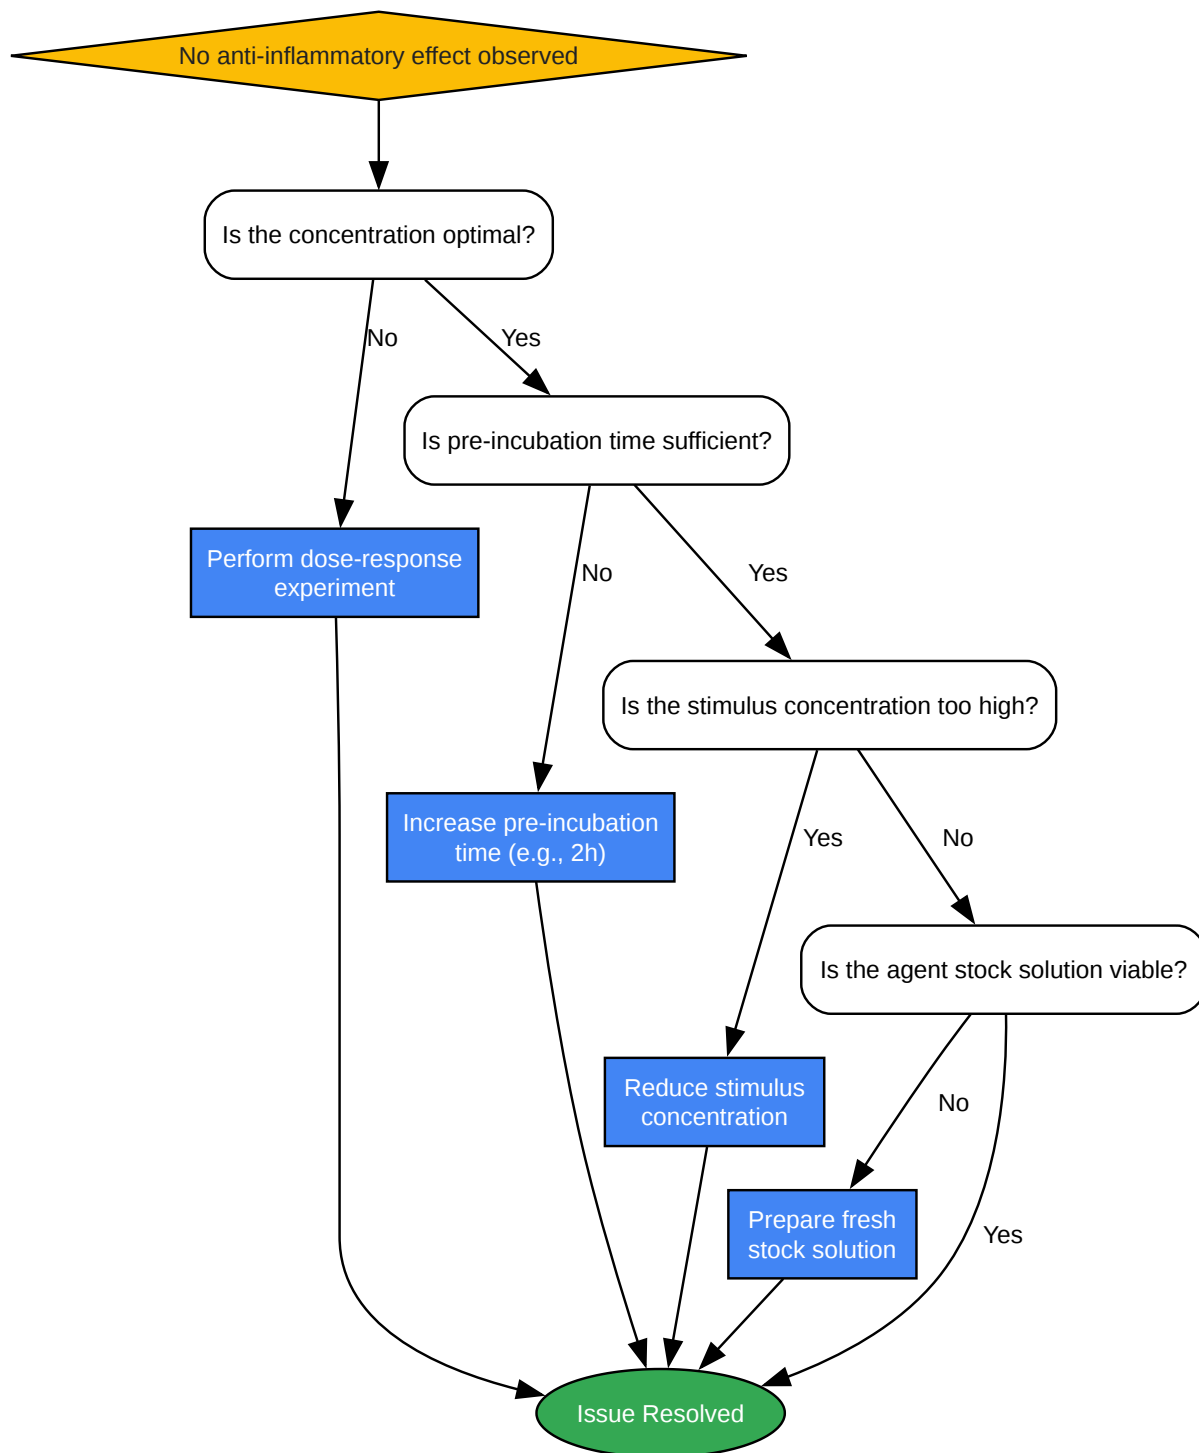 No anti-inflammatory effect observed
Is the concentration optimal?
No
Yes
Is pre-incubation time sufficient?
Perform dose-response
experiment
No
Yes
Is the stimulus concentration too high?
Increase pre-incubation
time (e.g., 2h)
Yes
No
Is the agent stock solution viable?
Reduce stimulus
concentration
No
Prepare fresh
stock solution
Yes
Issue Resolved